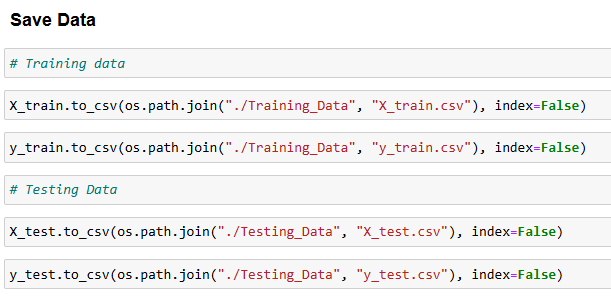 Save Data
# Training data
X_train.to_csv(os.path.join("./Training_Data", "X_train.csv"), index=False)
y_train.to_csv(os.path.join("./Training_Data", "y_train.csv"), index=False)
# Testing Data
X_test.to_csv(os.path.join("./Testing_Data", "X_test.csv"), index=False)
y_test.to_csv(os.path.join("./Testing_Data", "y_test.csv"), index=False)